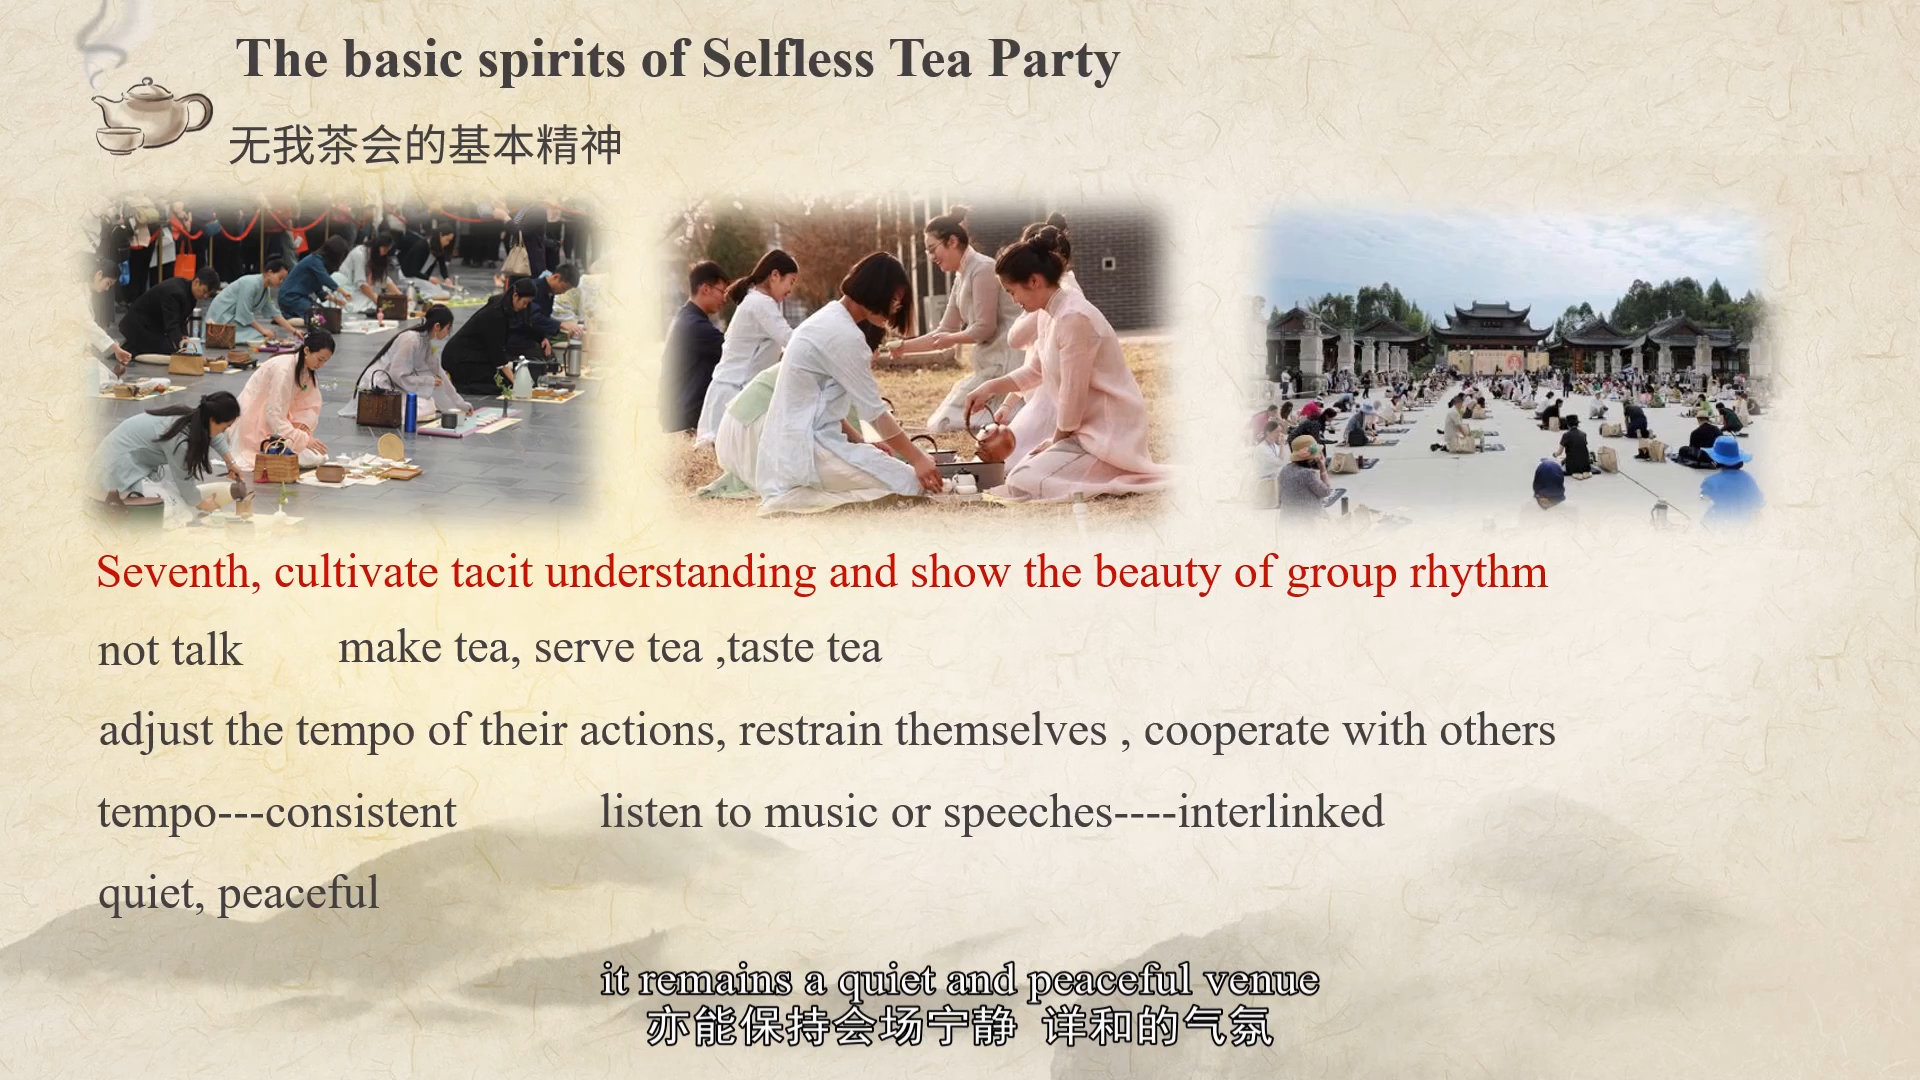 The basic spirits of Selfless Tea Party
无我茶会的基本精神
Seventh, cultivate tacit understanding and show the beauty of group rhythm
not talk make tea, serve tea ,taste tea
adjust the tempo of their actions, restrain themselves , cooperate with others
tempo---consistent listen to music or speeches----interlinked
quiet, peaceful
it remains a quiet and peaceful venue
亦能保持会场宁静 详和的气氛